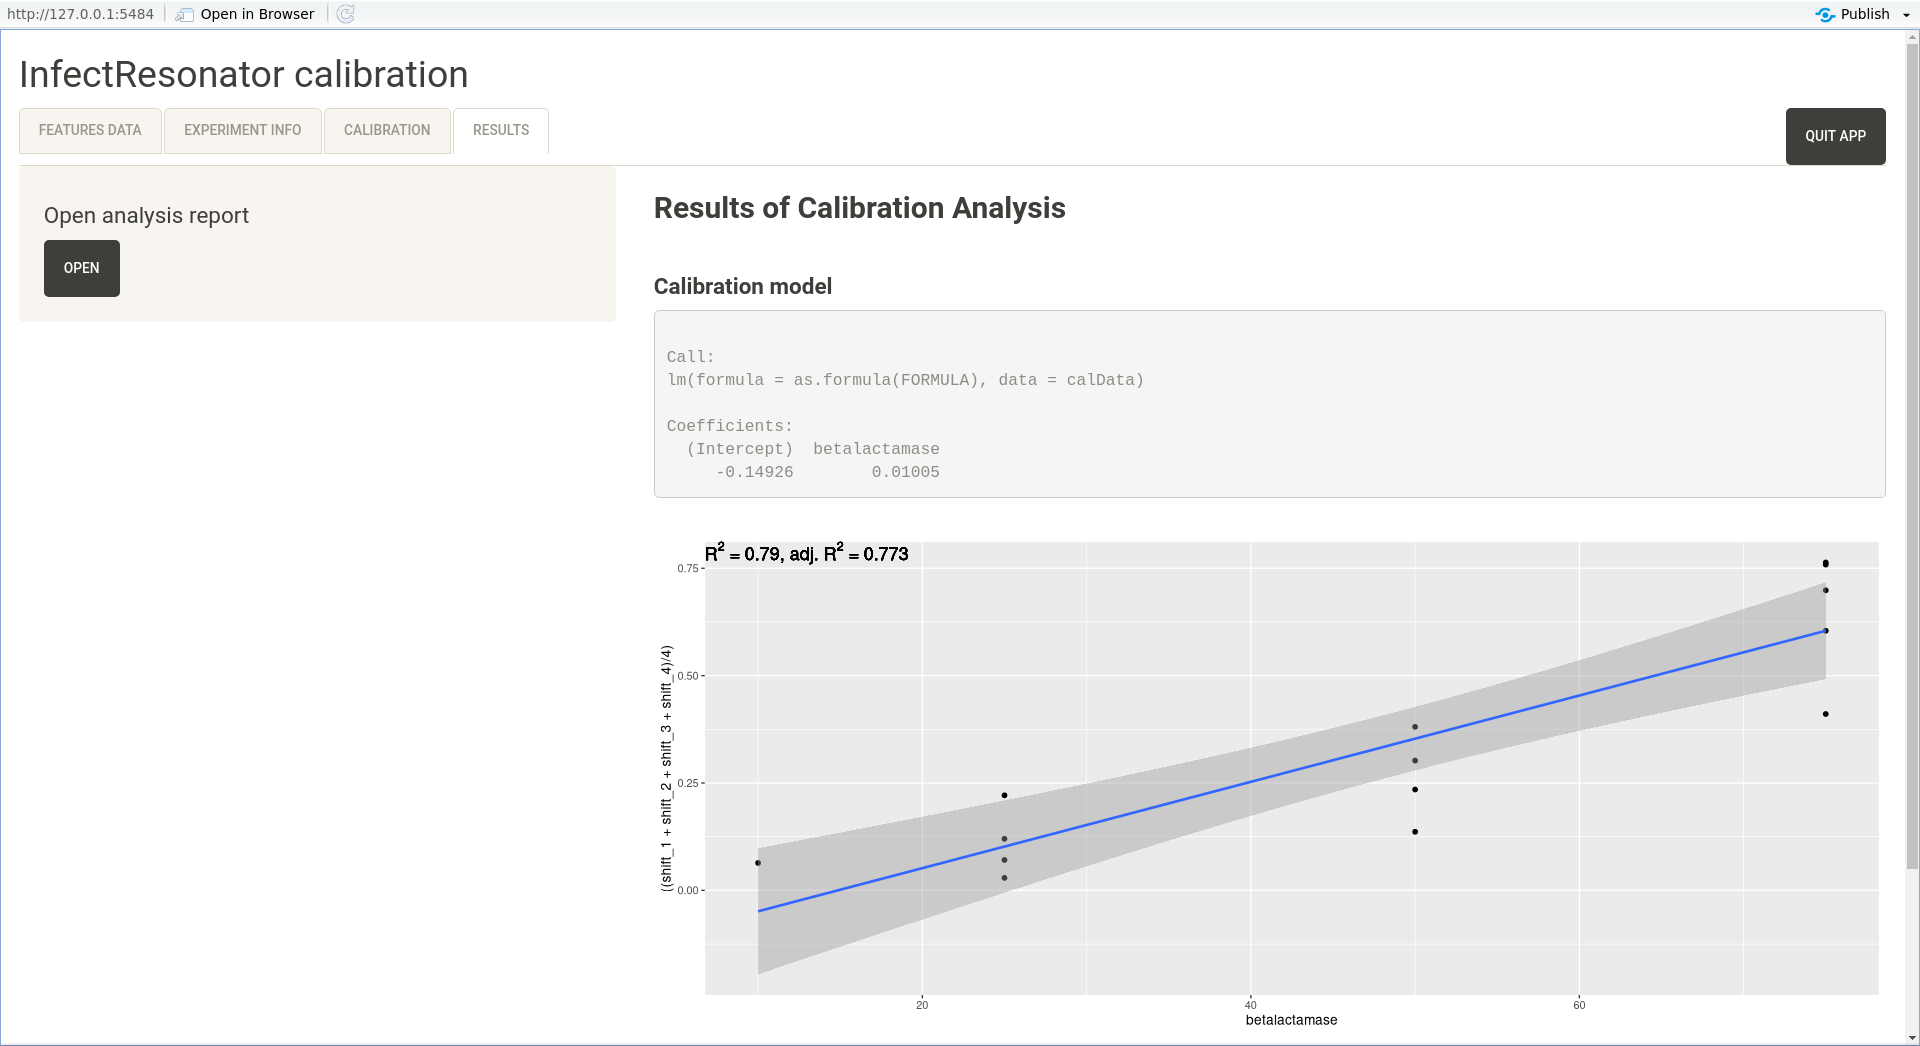 http://127.0.0.1:5484 Open in Browser Publish
InfectResonator calibration
FEATURES DATA EXPERIMENT INFO CALIBRATION RESULTS QUIT APP
Open analysis report
OPEN
Results of Calibration Analysis
Calibration model
Call:
lm(formula = as.formula(FORMULA), data = calData)
Coefficients:
(Intercept) betalactamase
-0.14926 0.01005
R² = 0.79, adj. R² = 0.773
((shift_1 + shift_2 + shift_3 + shift_4)/4)
0.75
0.50
0.25
0.00
20 40 60
betalactamase